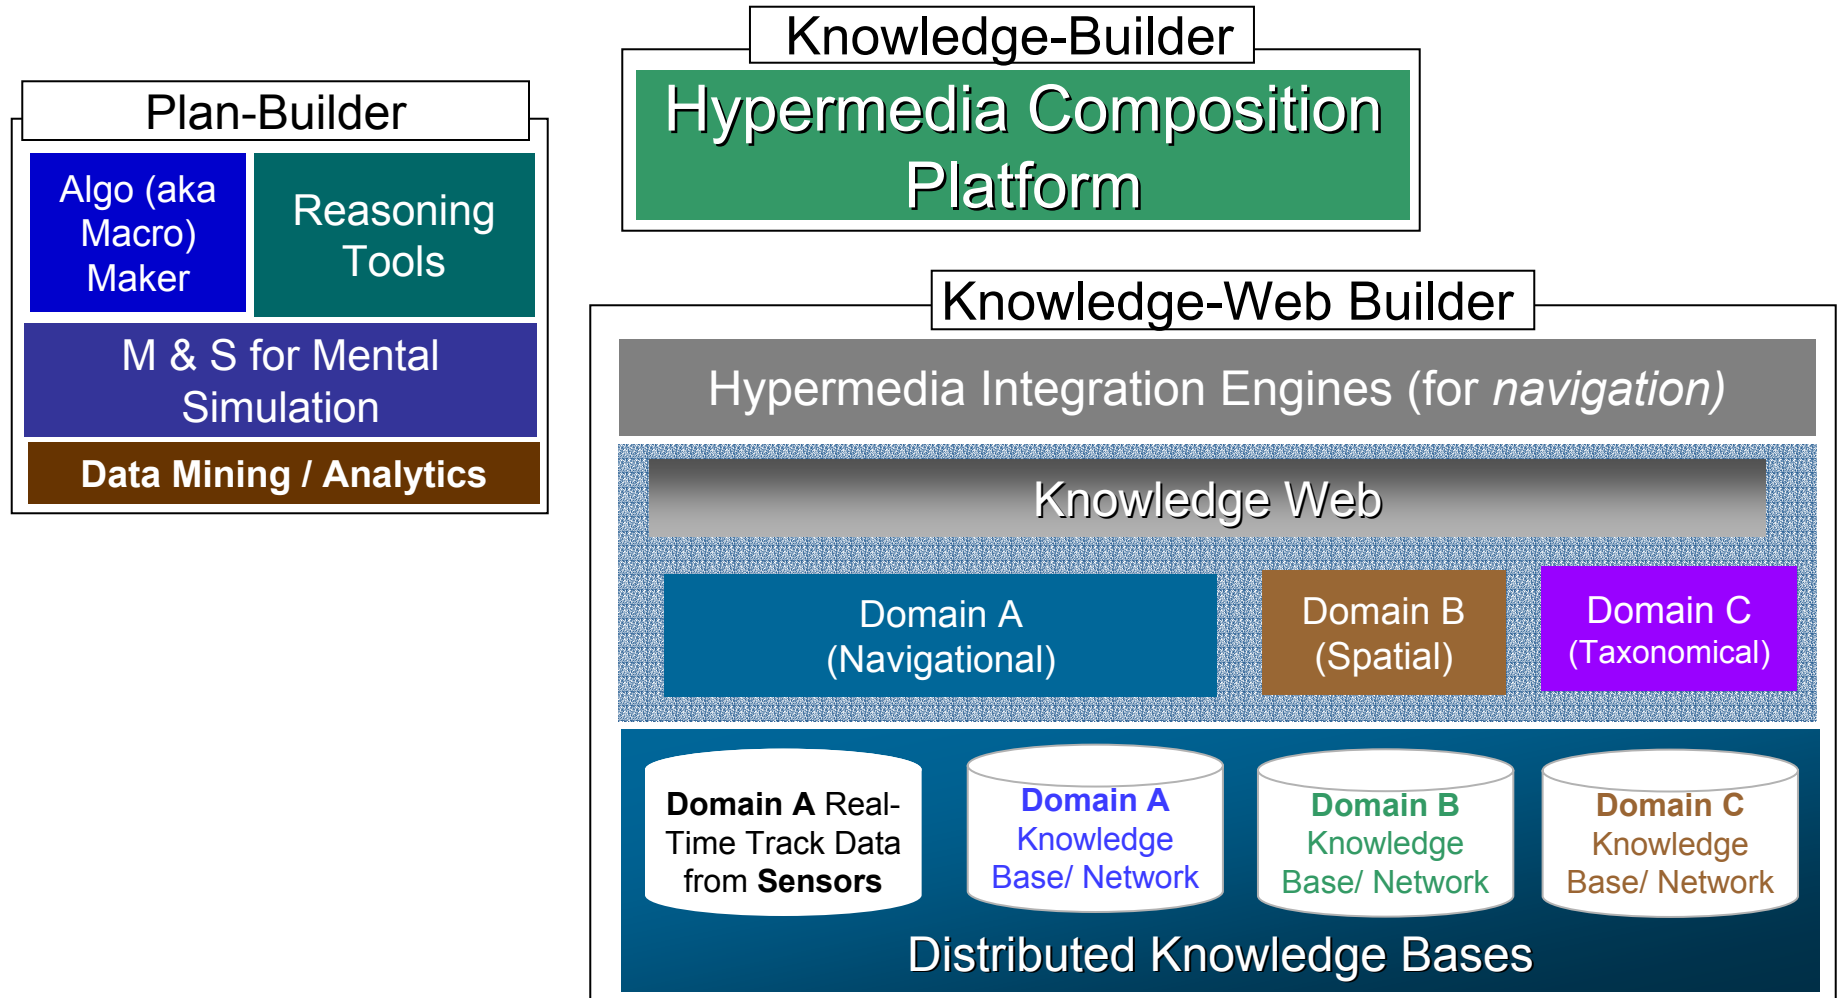 Plan-Builder
Algo (aka
Macro)
Maker
Reasoning
Tools
M & S for Mental
Simulation
Data Mining / Analytics
Knowledge-Builder
Hypermedia Composition
Platform
Knowledge-Web Builder
Hypermedia Integration Engines (for navigation)
Knowledge Web
Domain A
(Navigational)
Domain B
(Spatial)
Domain C
(Taxonomical)
Domain A Real-
Time Track Data
from Sensors
Domain A
Knowledge
Base/ Network
Domain B
Knowledge
Base/ Network
Domain C
Knowledge
Base/ Network
Distributed Knowledge Bases